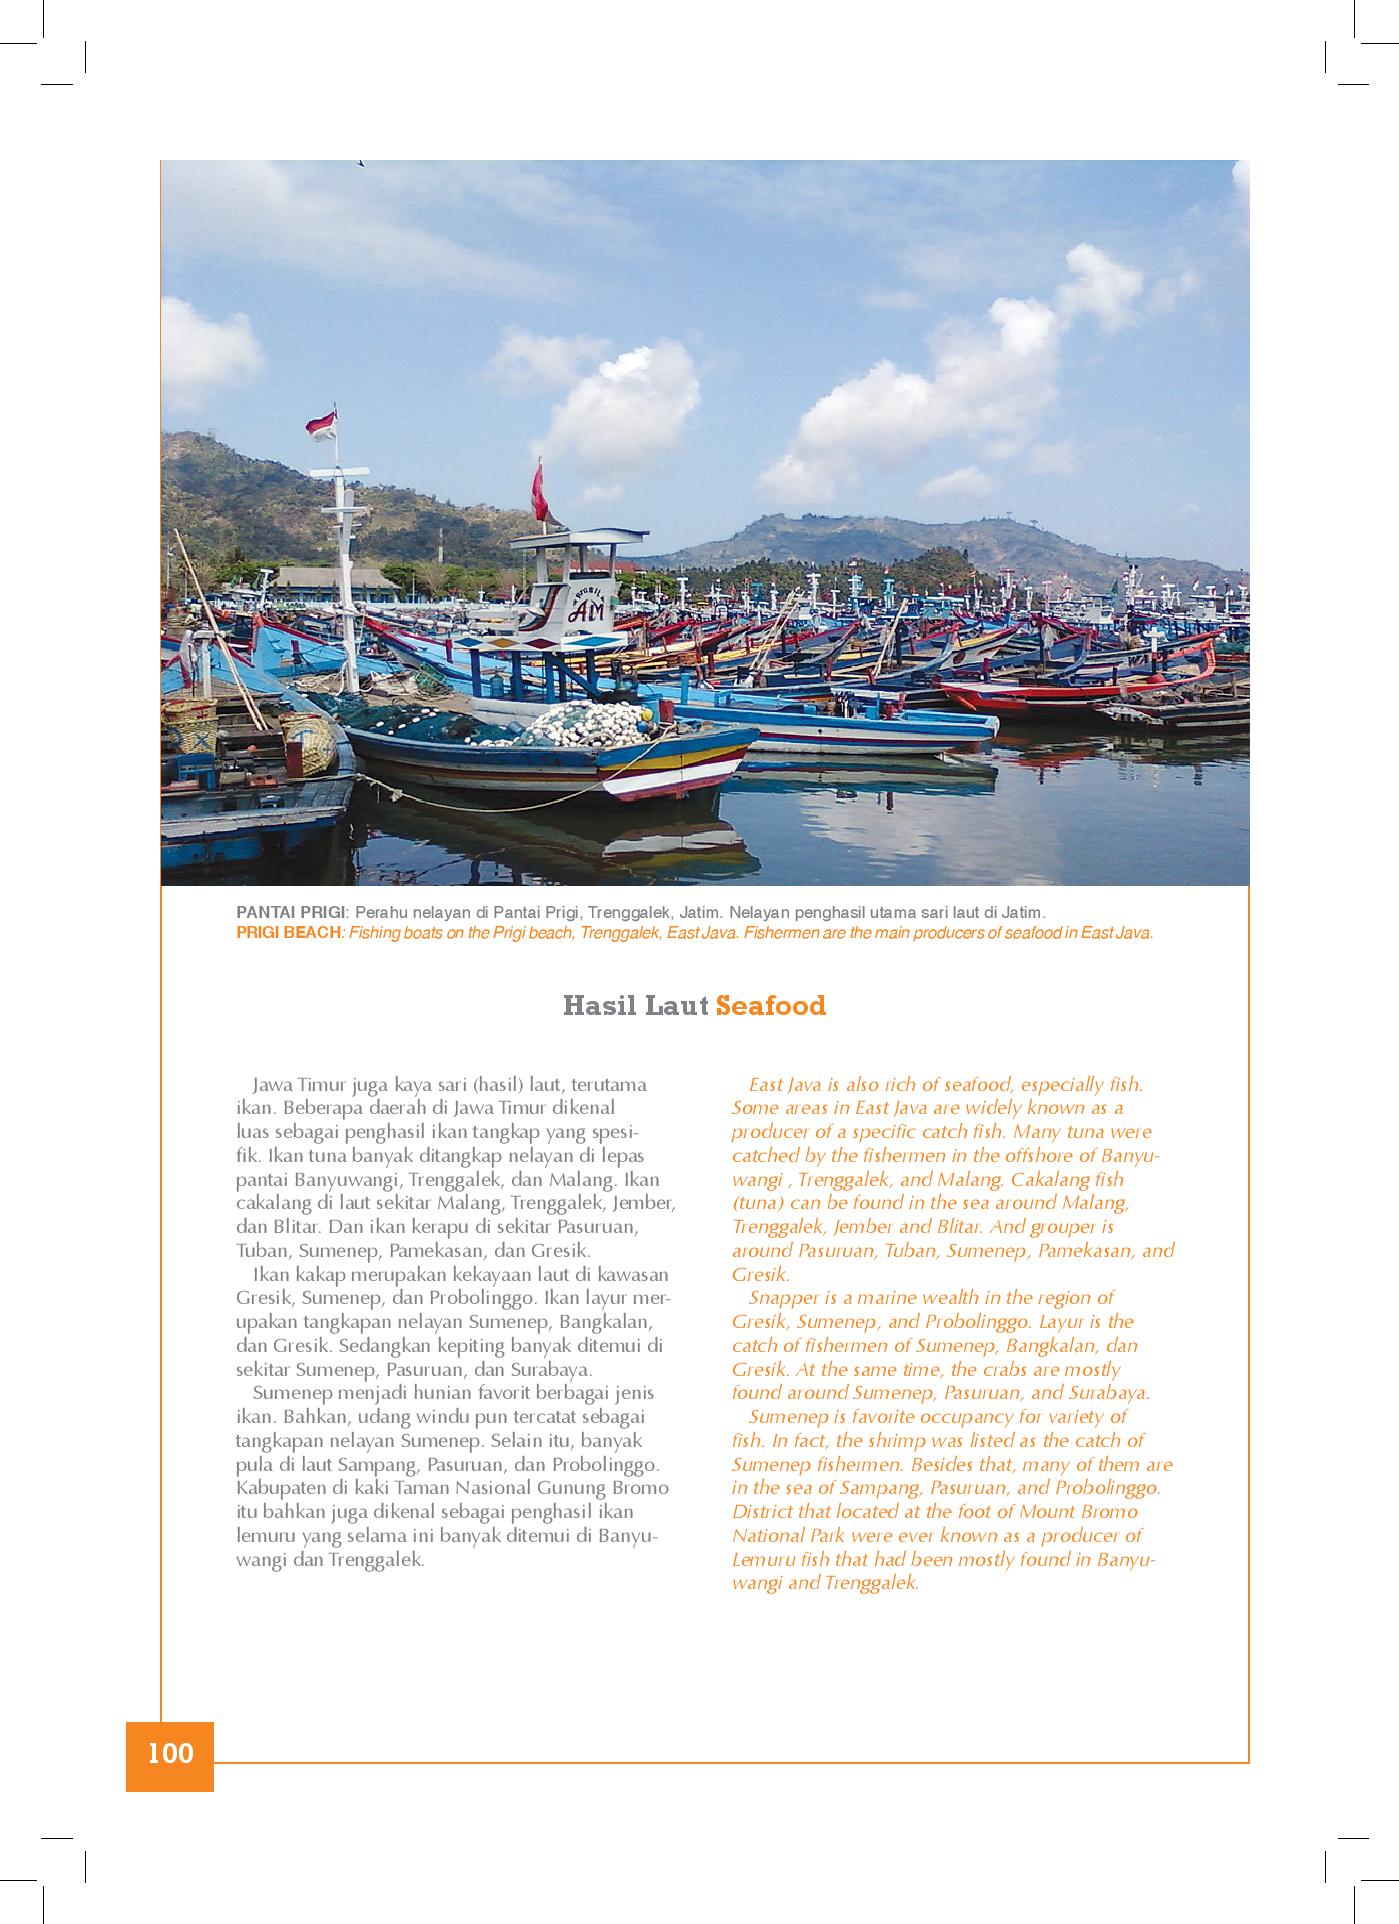 Brasil
AM
PANTAI PRIGI: Perahu nelayan di Pantai Prigi, Trenggalek, Jatim. Nelayan penghasil utama sari laut di Jatim.
PRIGI BEACH: Fishing boats on the Prigi beach, Trenggalek, East Java. Fishermen are the main producers of seafood in East Java.
Hasil Laut Seafood
Jawa Timur juga kaya sari (hasil) laut, terutama
ikan. Beberapa daerah di Jawa Timur dikenal
luas sebagai penghasil ikan tangkap yang spesi-
fik. Ikan tuna banyak ditangkap nelayan di lepas
pantai Banyuwangi, Trenggalek, dan Malang. Ikan
cakalang di laut sekitar Malang, Trenggalek, Jember,
dan Blitar. Dan ikan kerapu di sekitar Pasuruan,
Tuban, Sumenep, Pamekasan, dan Gresik.
Ikan kakap merupakan kekayaan laut di kawasan
Gresik, Sumenep, dan Probolinggo. Ikan layur mer-
upakan tangkapan nelayan Sumenep, Bangkalan,
dan Gresik. Sedangkan kepiting banyak ditemui di
sekitar Sumenep, Pasuruan, dan Surabaya.
Sumenep menjadi hunian favorit berbagai jenis
ikan. Bahkan, udang windu pun tercatat sebagai
tangkapan nelayan Sumenep. Selain itu, banyak
pula di laut Sampang, Pasuruan, dan Probolinggo.
Kabupaten di kaki Taman Nasional Gunung Bromo
itu bahkan juga dikenal sebagai penghasil ikan
lemuru yang selama ini banyak ditemui di Banyu-
wangi dan Trenggalek.
East Java is also rich of seafood, especially fish.
Some areas in East Java are widely known as a
producer of a specific catch fish. Many tuna were
catched by the fishermen in the offshore of Banyu-
wangi , Trenggalek, and Malang. Cakalang fish
(tuna) can be found in the sea around Malang,
Trenggalek, Jember and Blitar. And grouper is
around Pasuruan, Tuban, Sumenep, Pamekasan, and
Gresik.
Snapper is a marine wealth in the region of
Gresik, Sumenep, and Probolinggo. Layur is the
catch of fishermen of Sumenep, Bangkalan, dan
Gresik. At the same time, the crabs are mostly
found around Sumenep, Pasuruan, and Surabaya.
Sumenep is favorite occupancy for variety of
fish. In fact, the shrimp was listed as the catch of
Sumenep fishermen. Besides that, many of them are
in the sea of Sampang, Pasuruan, and Probolinggo.
District that located at the foot of Mount Bromo
National Park were ever known as a producer of
Lemuru fish that had been mostly found in Banyu-
wangi and Trenggalek.
100